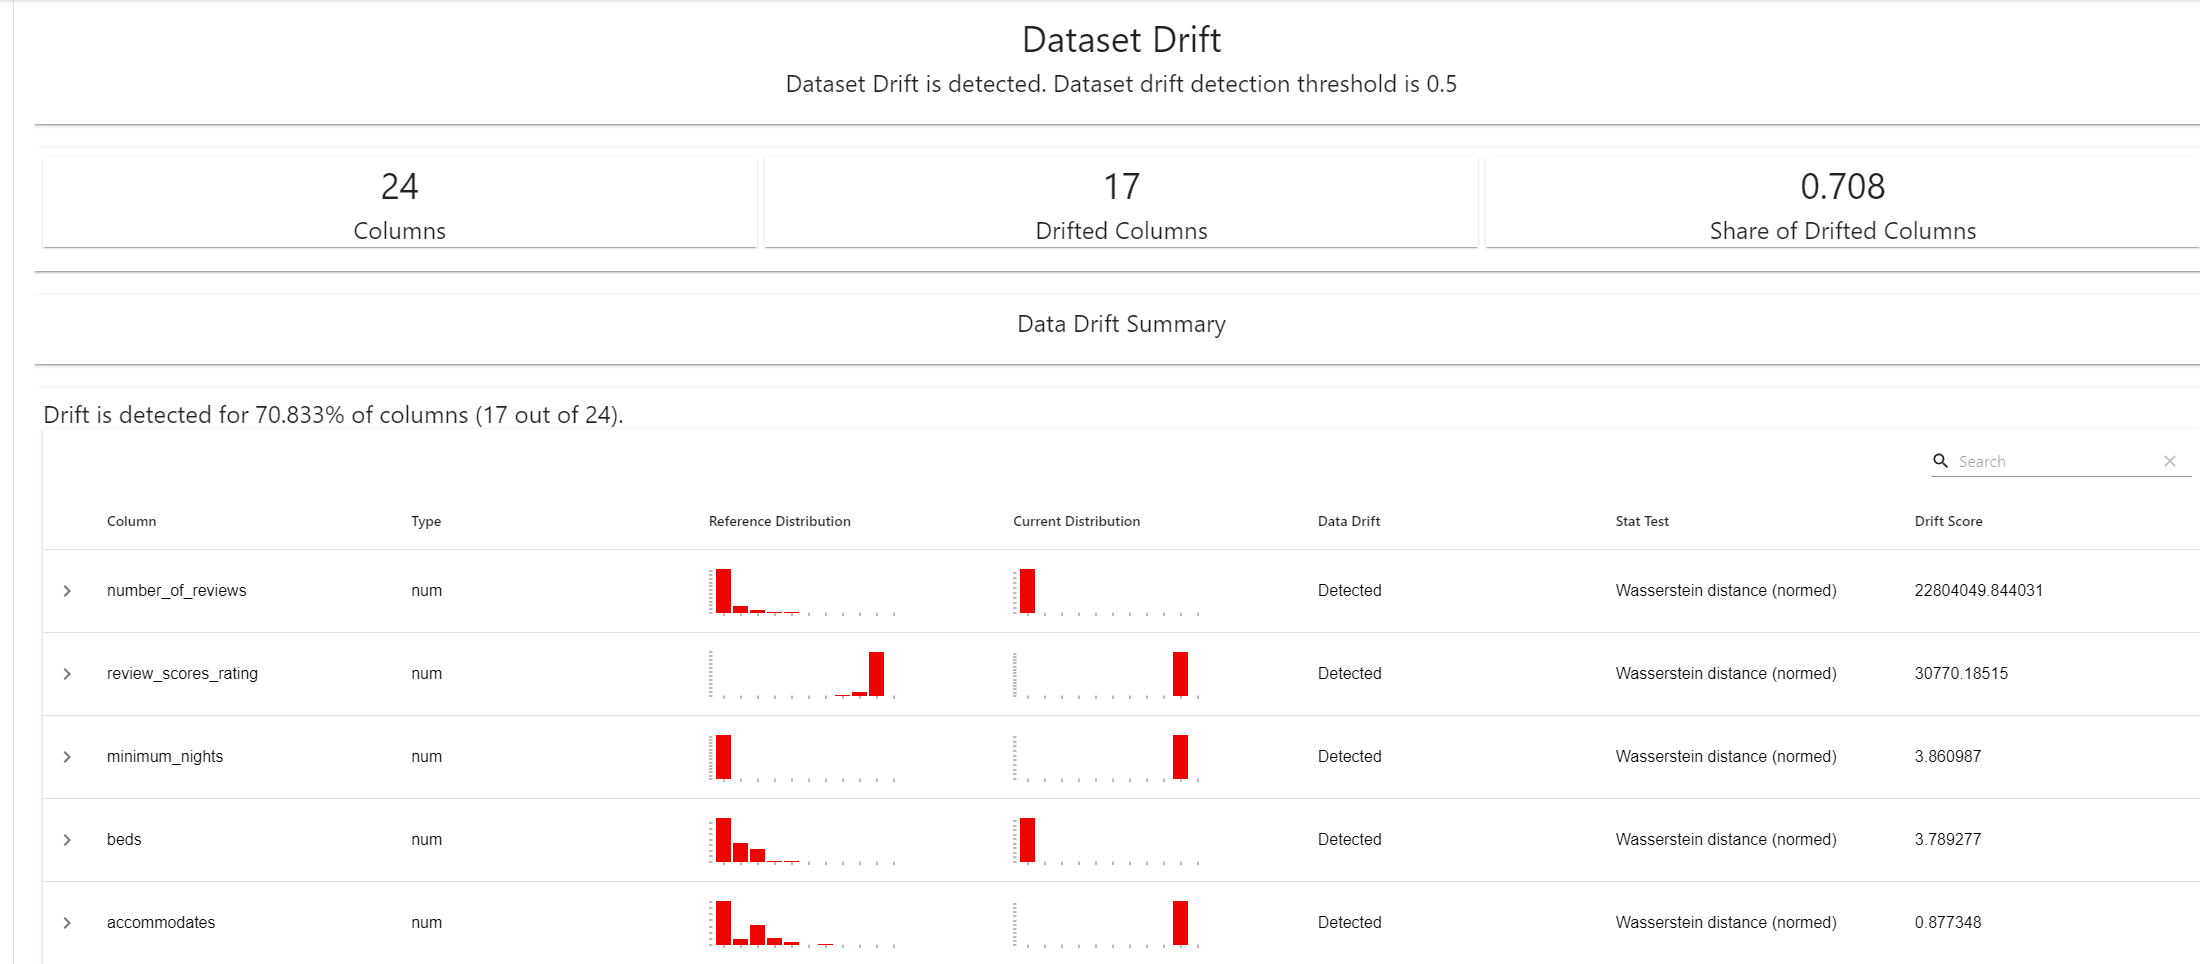 Dataset Drift
Dataset Drift is detected. Dataset drift detection threshold is 0.5
24
Columns
17
Drifted Columns
0.708
Share of Drifted Columns
Data Drift Summary
Drift is detected for 70.833% of columns (17 out of 24).
Search
Column Type Reference Distribution Current Distribution Data Drift Stat Test Drift Score
number_of_reviews num Detected Wasserstein distance (normed) 22804049.844031
review_scores_rating num Detected Wasserstein distance (normed) 30770.18515
minimum_nights num Detected Wasserstein distance (normed) 3.860987
beds num Detected Wasserstein distance (normed) 3.789277
accommodates num Detected Wasserstein distance (normed) 0.877348